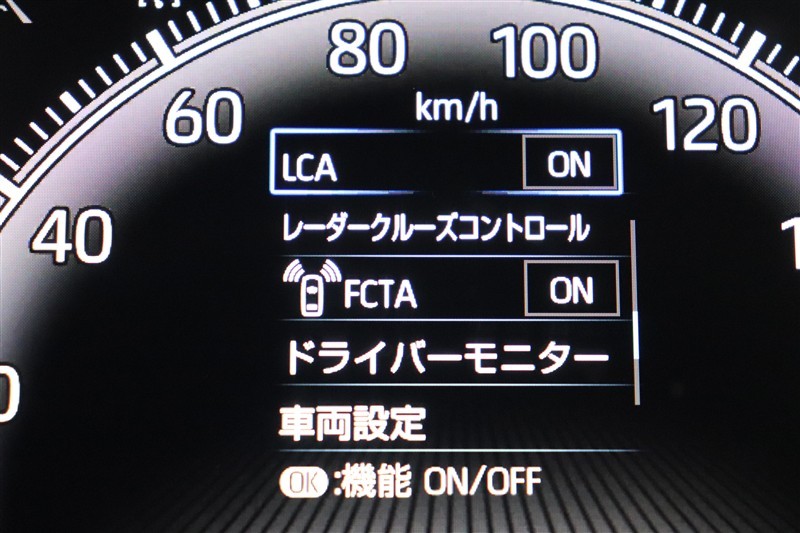 80
100
60
km/h
120
LCA ON
40
レーダークルーズコントロール
FCTA ON
ドライバーモニター
車両設定
OK:機能 ON/OFF